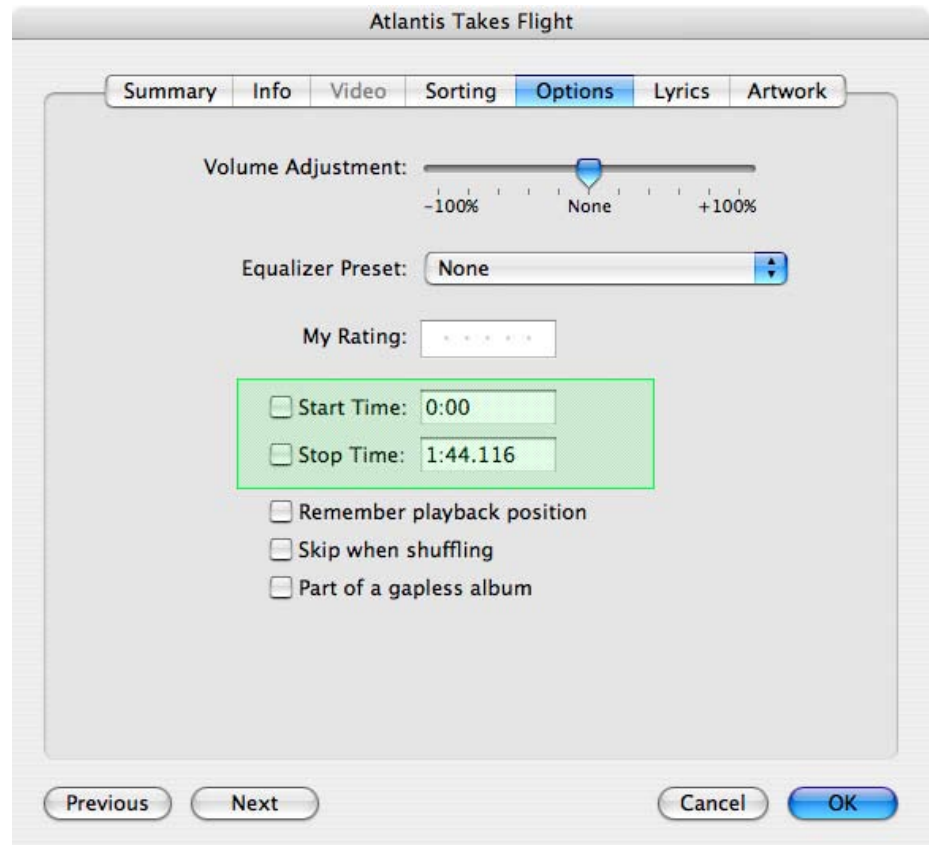 Atlantis Takes Flight
Summary Info Video Sorting Options Lyrics Artwork
Volume Adjustment:
-100% None +100%
Equalizer Preset: None
My Rating:
Start Time: 0:00
Stop Time: 1:44.116
Remember playback position
Skip when shuffling
Part of a gapless album
Previous Next Cancel OK